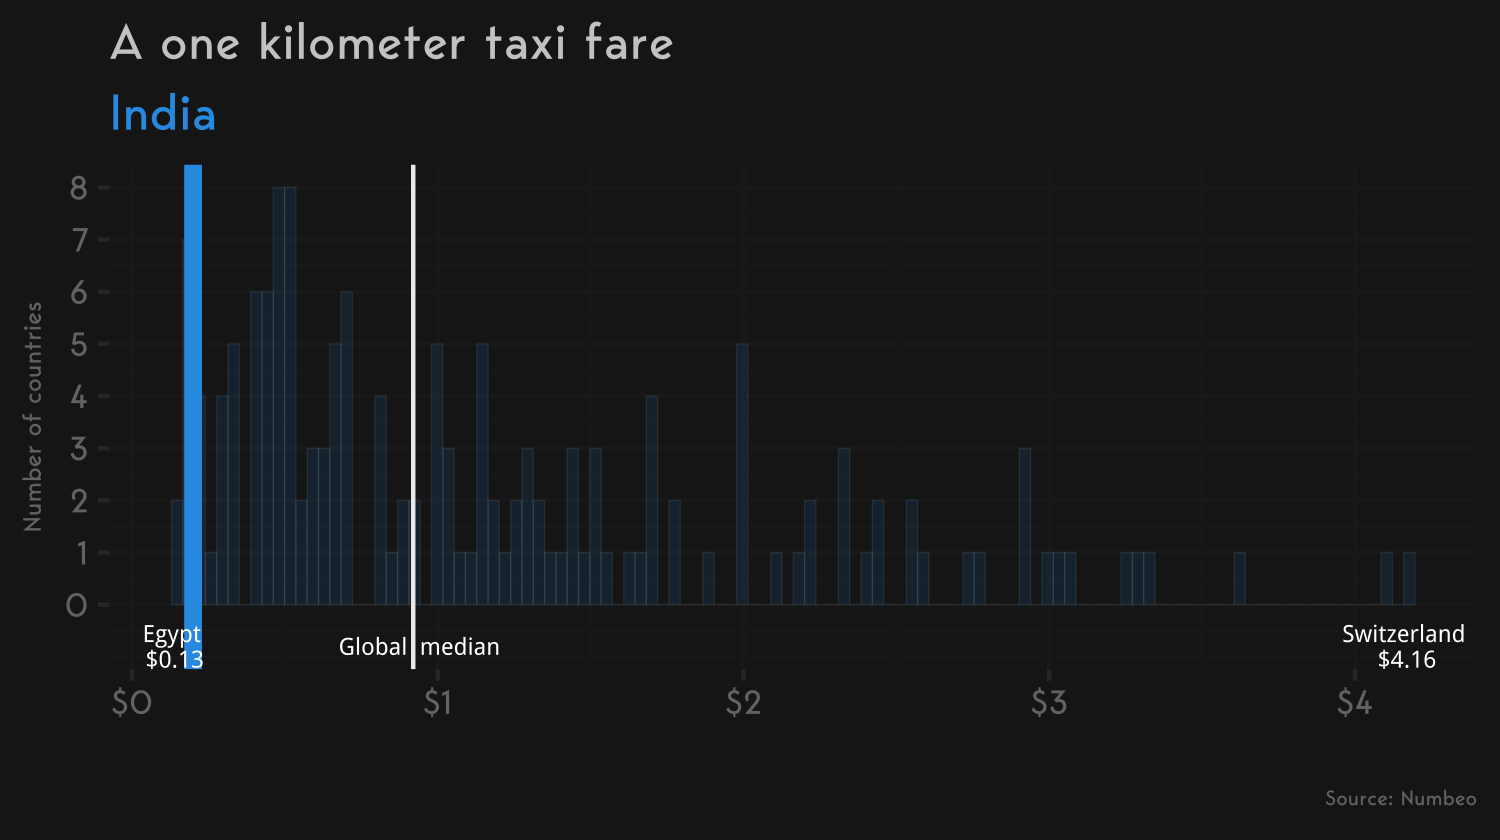 A one kilometer taxi fare
India
Number of countries
8
7
6
5
4
3
2
1
0
Egypt
$0.13
Global median
Switzerland
$4.16
$0
$1
$2
$3
$4
Source: Numbeo